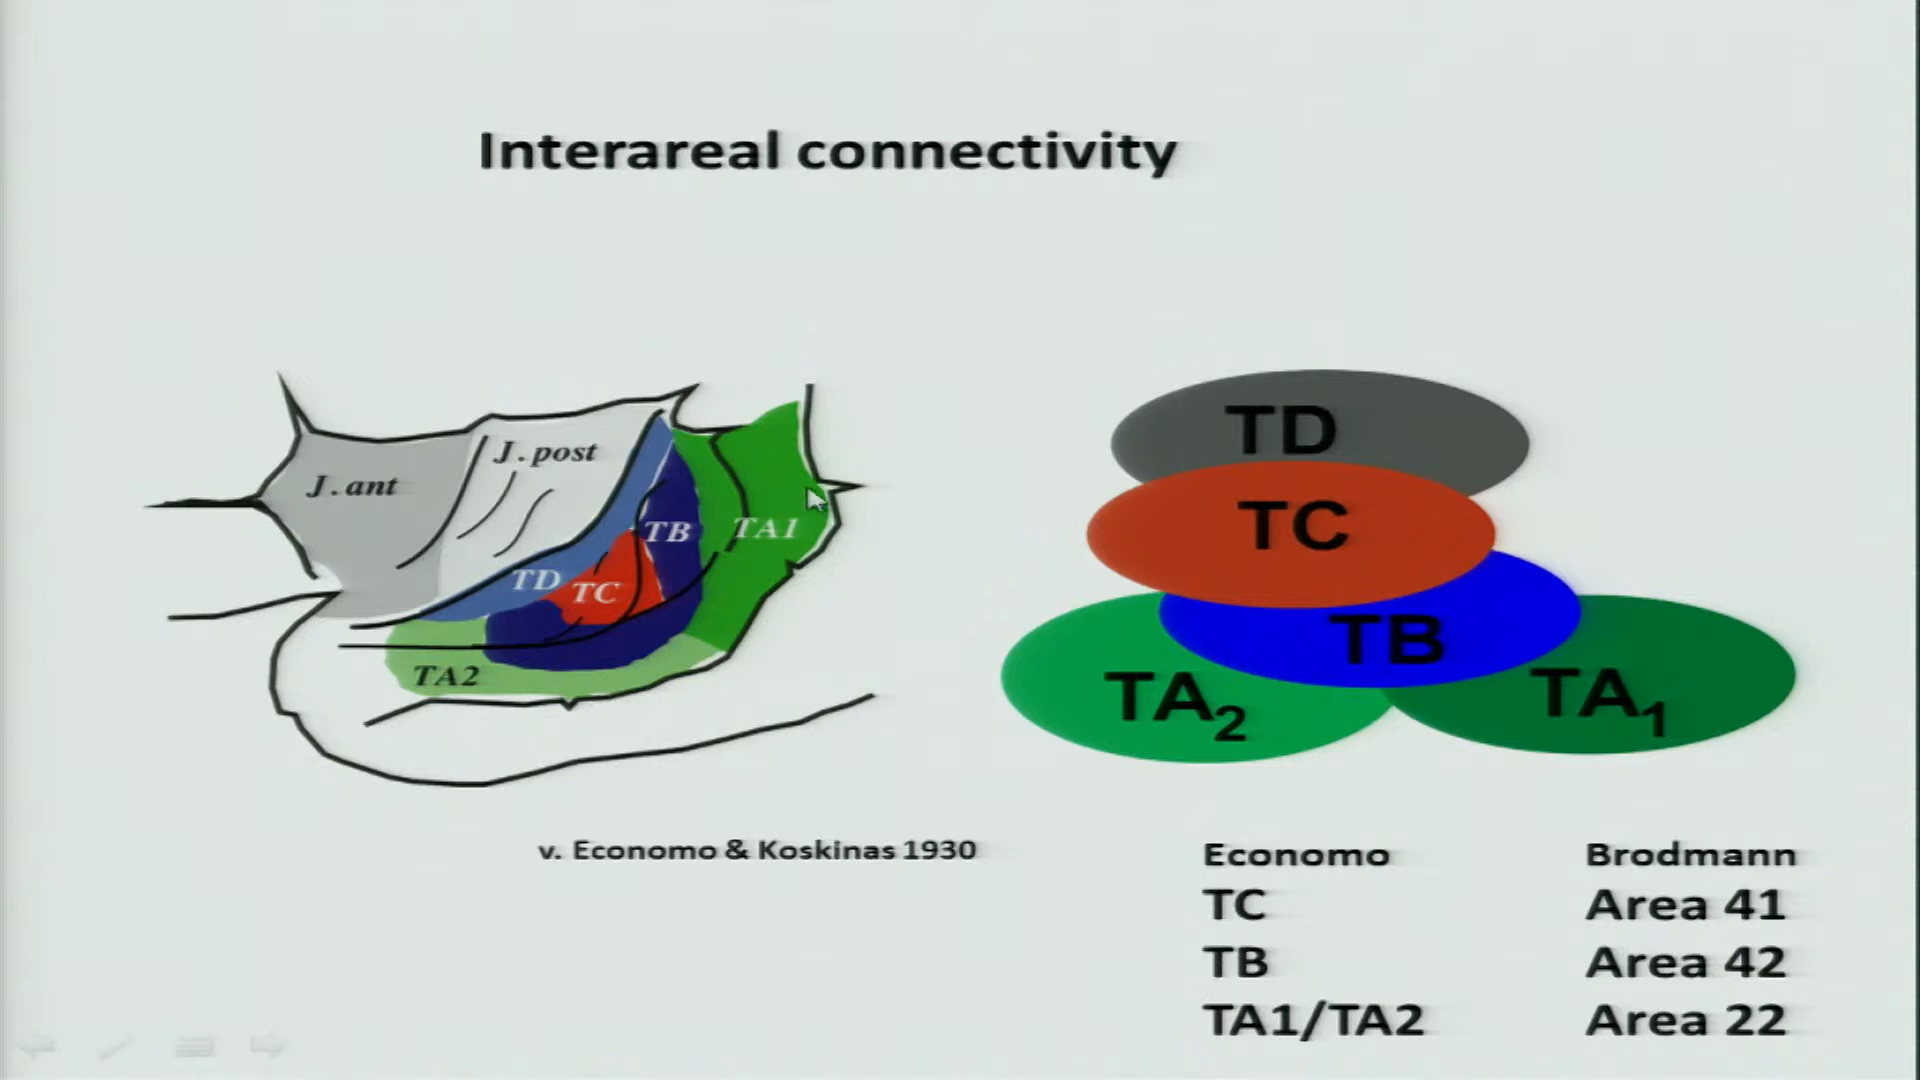 Interareal connectivity
J. ant
J. post
TB
TA1
TD
TC
TA2
TD
TC
TB
TA2
TA1
v. Economo & Koskinas 1930
Economo Brodmann
TC Area 41
TB Area 42
TA1/TA2 Area 22